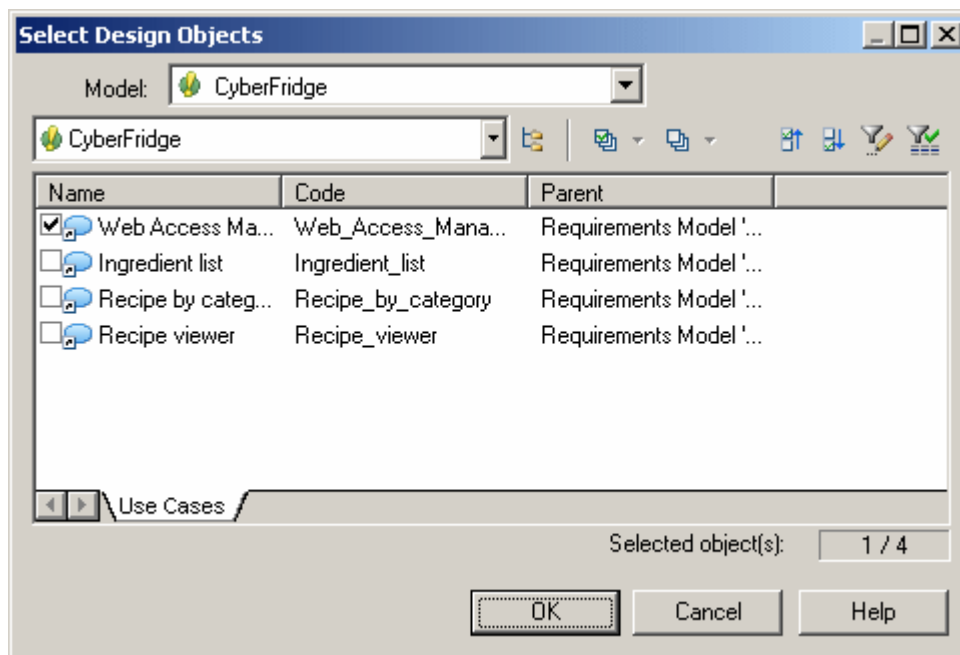 Select Design Objects
Model: CyberFridge
CyberFridge
Name Code Parent
Web Access Ma... Web_Access_Mana... Requirements Model '...
Ingredient list Ingredient_list Requirements Model '...
Recipe by categ... Recipe_by_category Requirements Model '...
Recipe viewer Recipe_viewer Requirements Model '...
Use Cases
Selected object(s): 1 / 4
OK Cancel Help